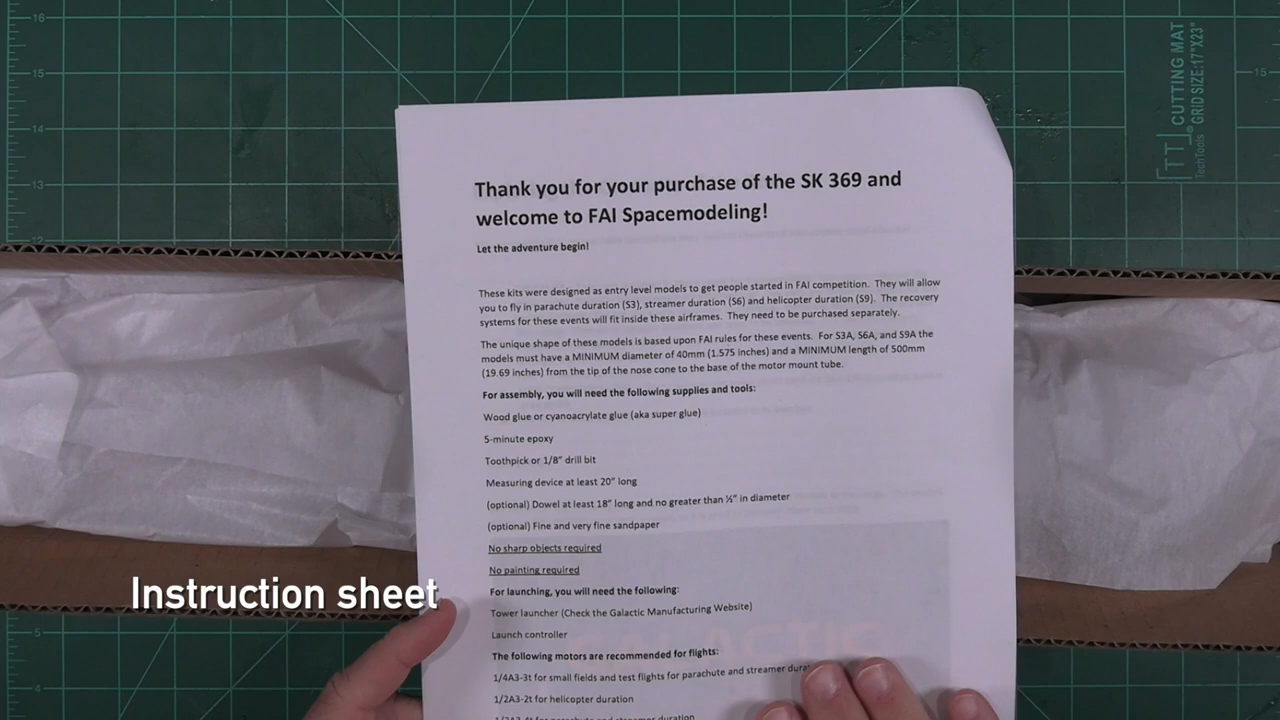 16
15
14
13
12
5
4
15
TT
TechTools
CUTTING MAT
GRID SIZE:17"X23"
Thank you for your purchase of the SK 369 and
welcome to FAI Spacemodeling!
Let the adventure begin!
These kits were designed as entry level models to get people started in FAI competition. They will allow
you to fly in parachute duration (S3), streamer duration (S6) and helicopter duration (S9). The recovery
systems for these events will fit inside these airframes. They need to be purchased separately.
The unique shape of these models is based upon FAI rules for these events. For S3A, S6A, and S9A the
models must have a MINIMUM diameter of 40mm (1.575 inches) and a MINIMUM length of 500mm
(19.69 inches) from the tip of the nose cone to the base of the motor mount tube.
For assembly, you will need the following supplies and tools:
Wood glue or cyanoacrylate glue (aka super glue)
5-minute epoxy
Toothpick or 1/8" drill bit
Measuring device at least 20" long
(optional) Dowel at least 18" long and no greater than ½" in diameter
(optional) Fine and very fine sandpaper
No sharp objects required
No painting required
For launching, you will need the following:
Tower launcher (Check the Galactic Manufacturing Website)
Launch controller
The following motors are recommended for flights:
1/4A3-3t for small fields and test flights for parachute and streamer
1/2A3-2t for helicopter duration
Instruction sheet